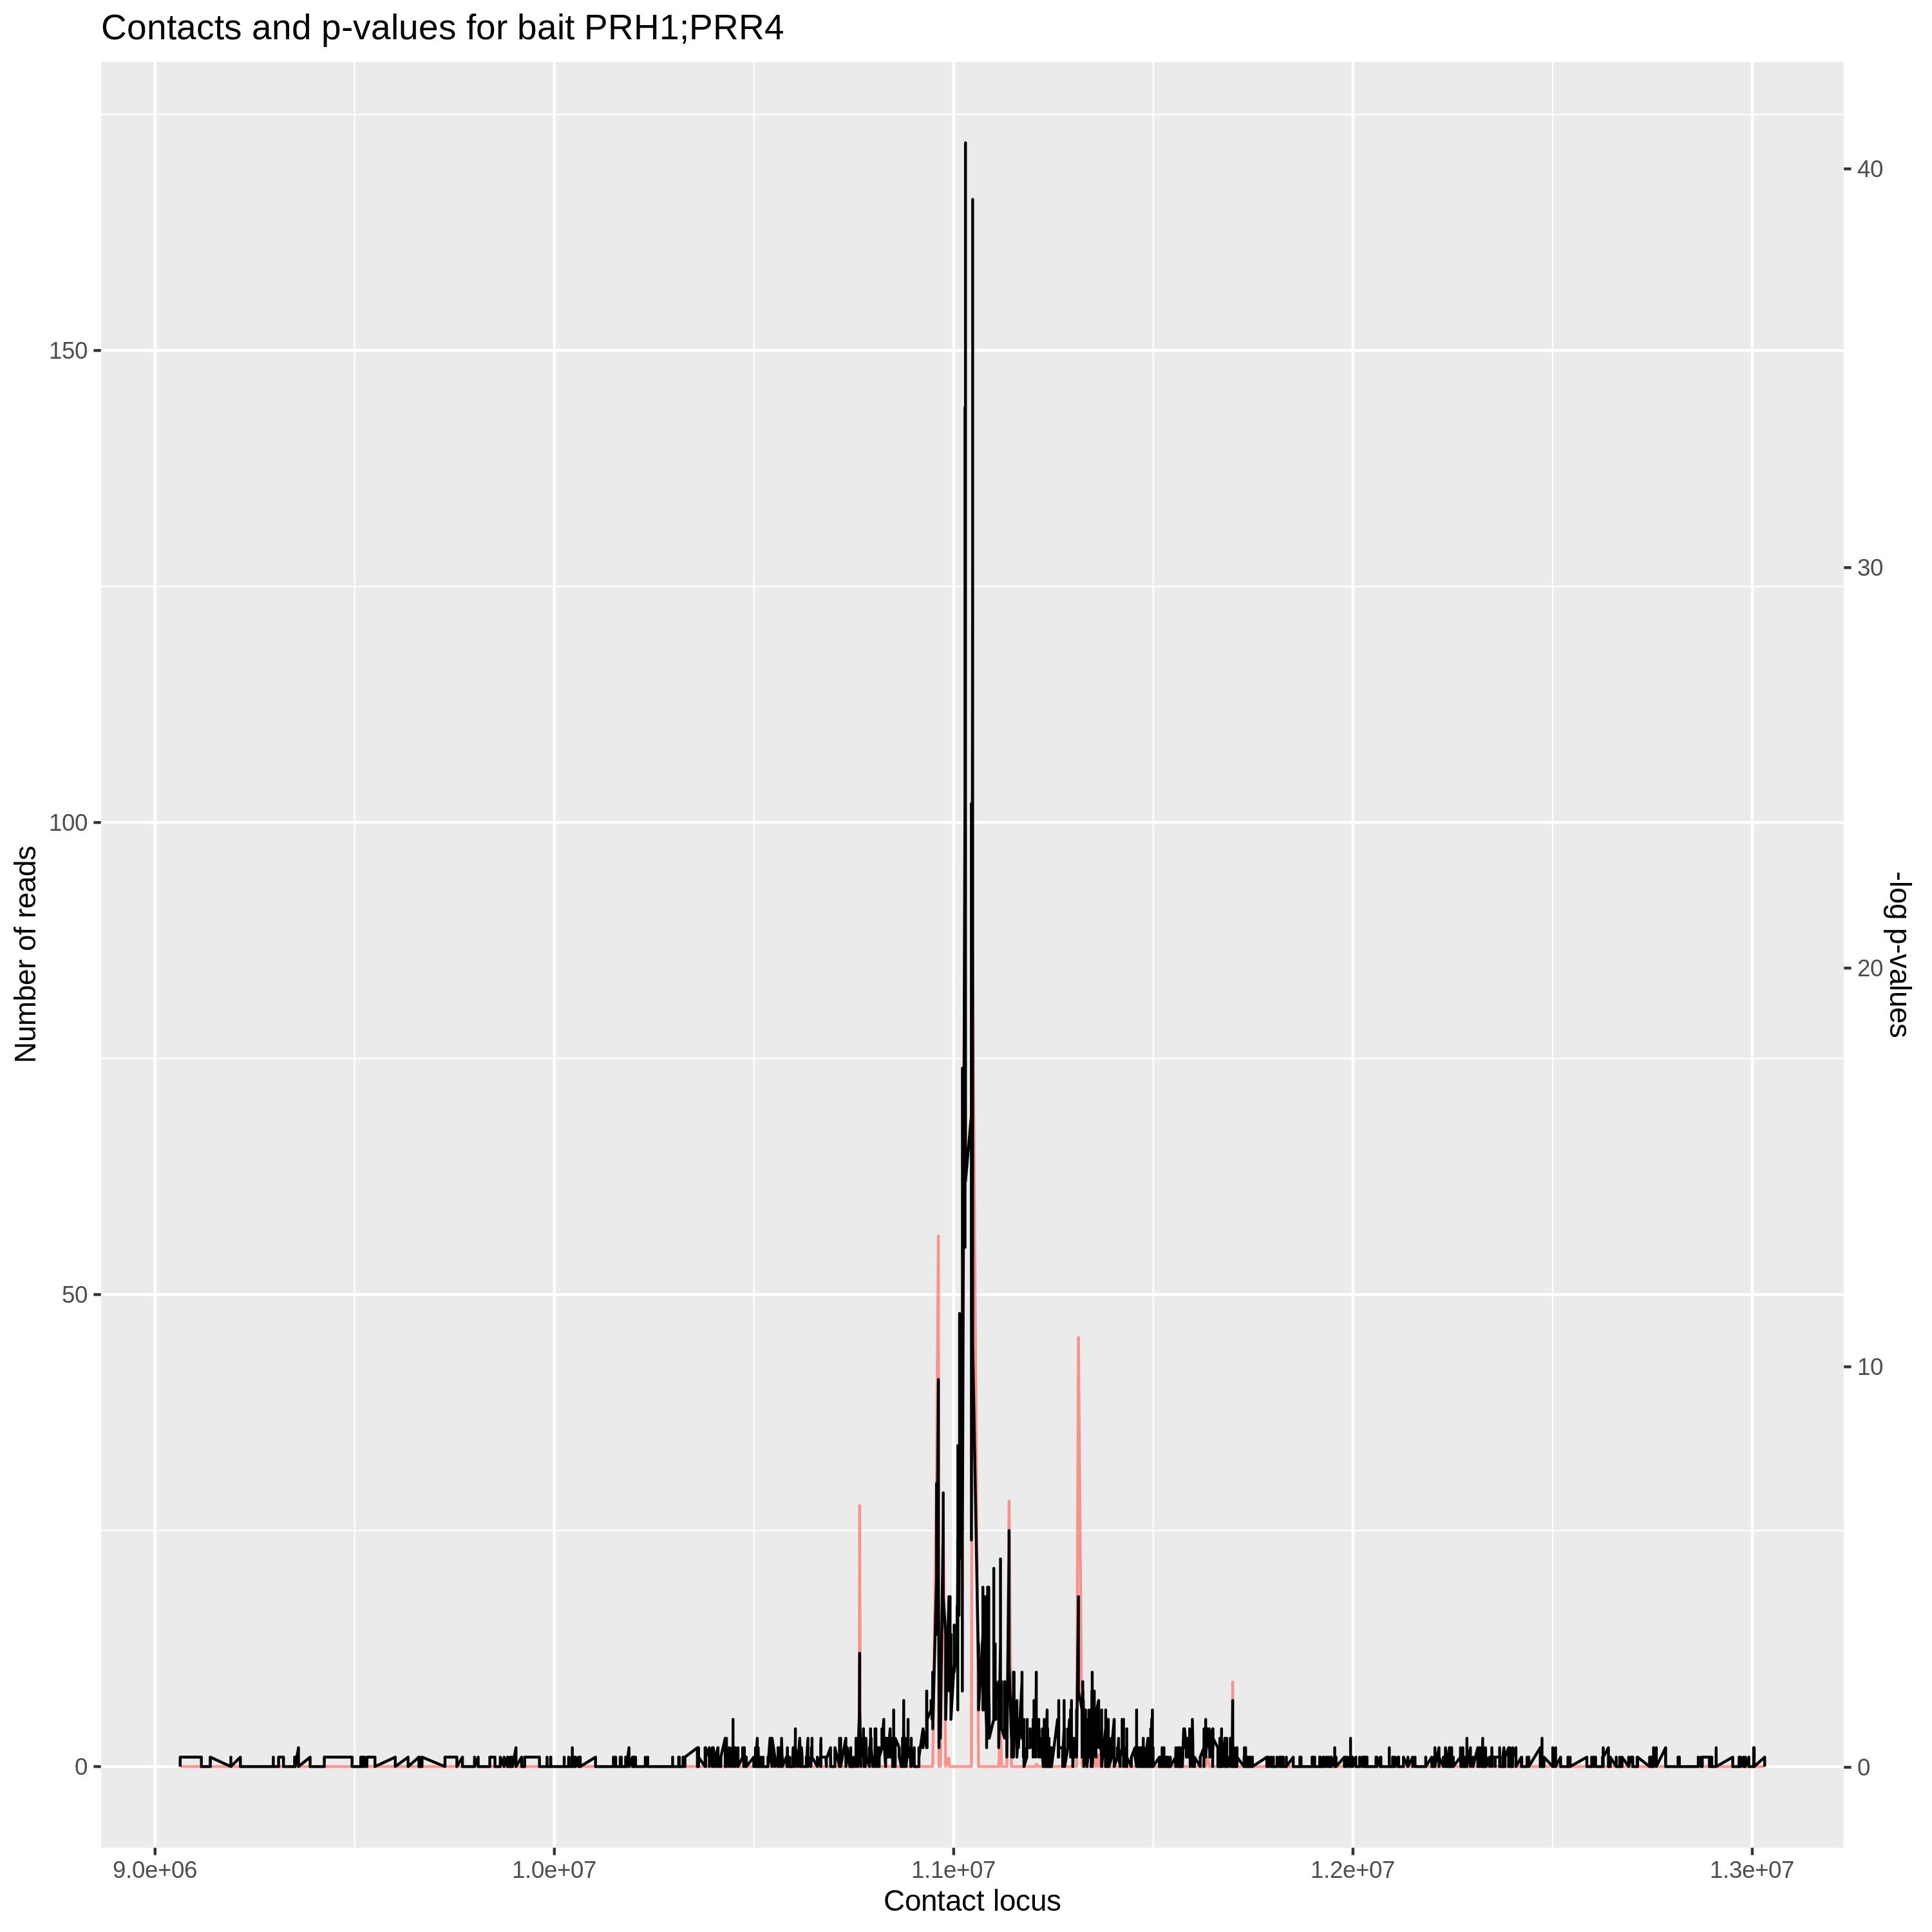 Contacts and p-values for bait PRH1;PRR4
Number of reads
150
100
50
0
40
30
20
10
0
-log p-values
9.0e+06
1.0e+07
1.1e+07
1.2e+07
1.3e+07
Contact locus